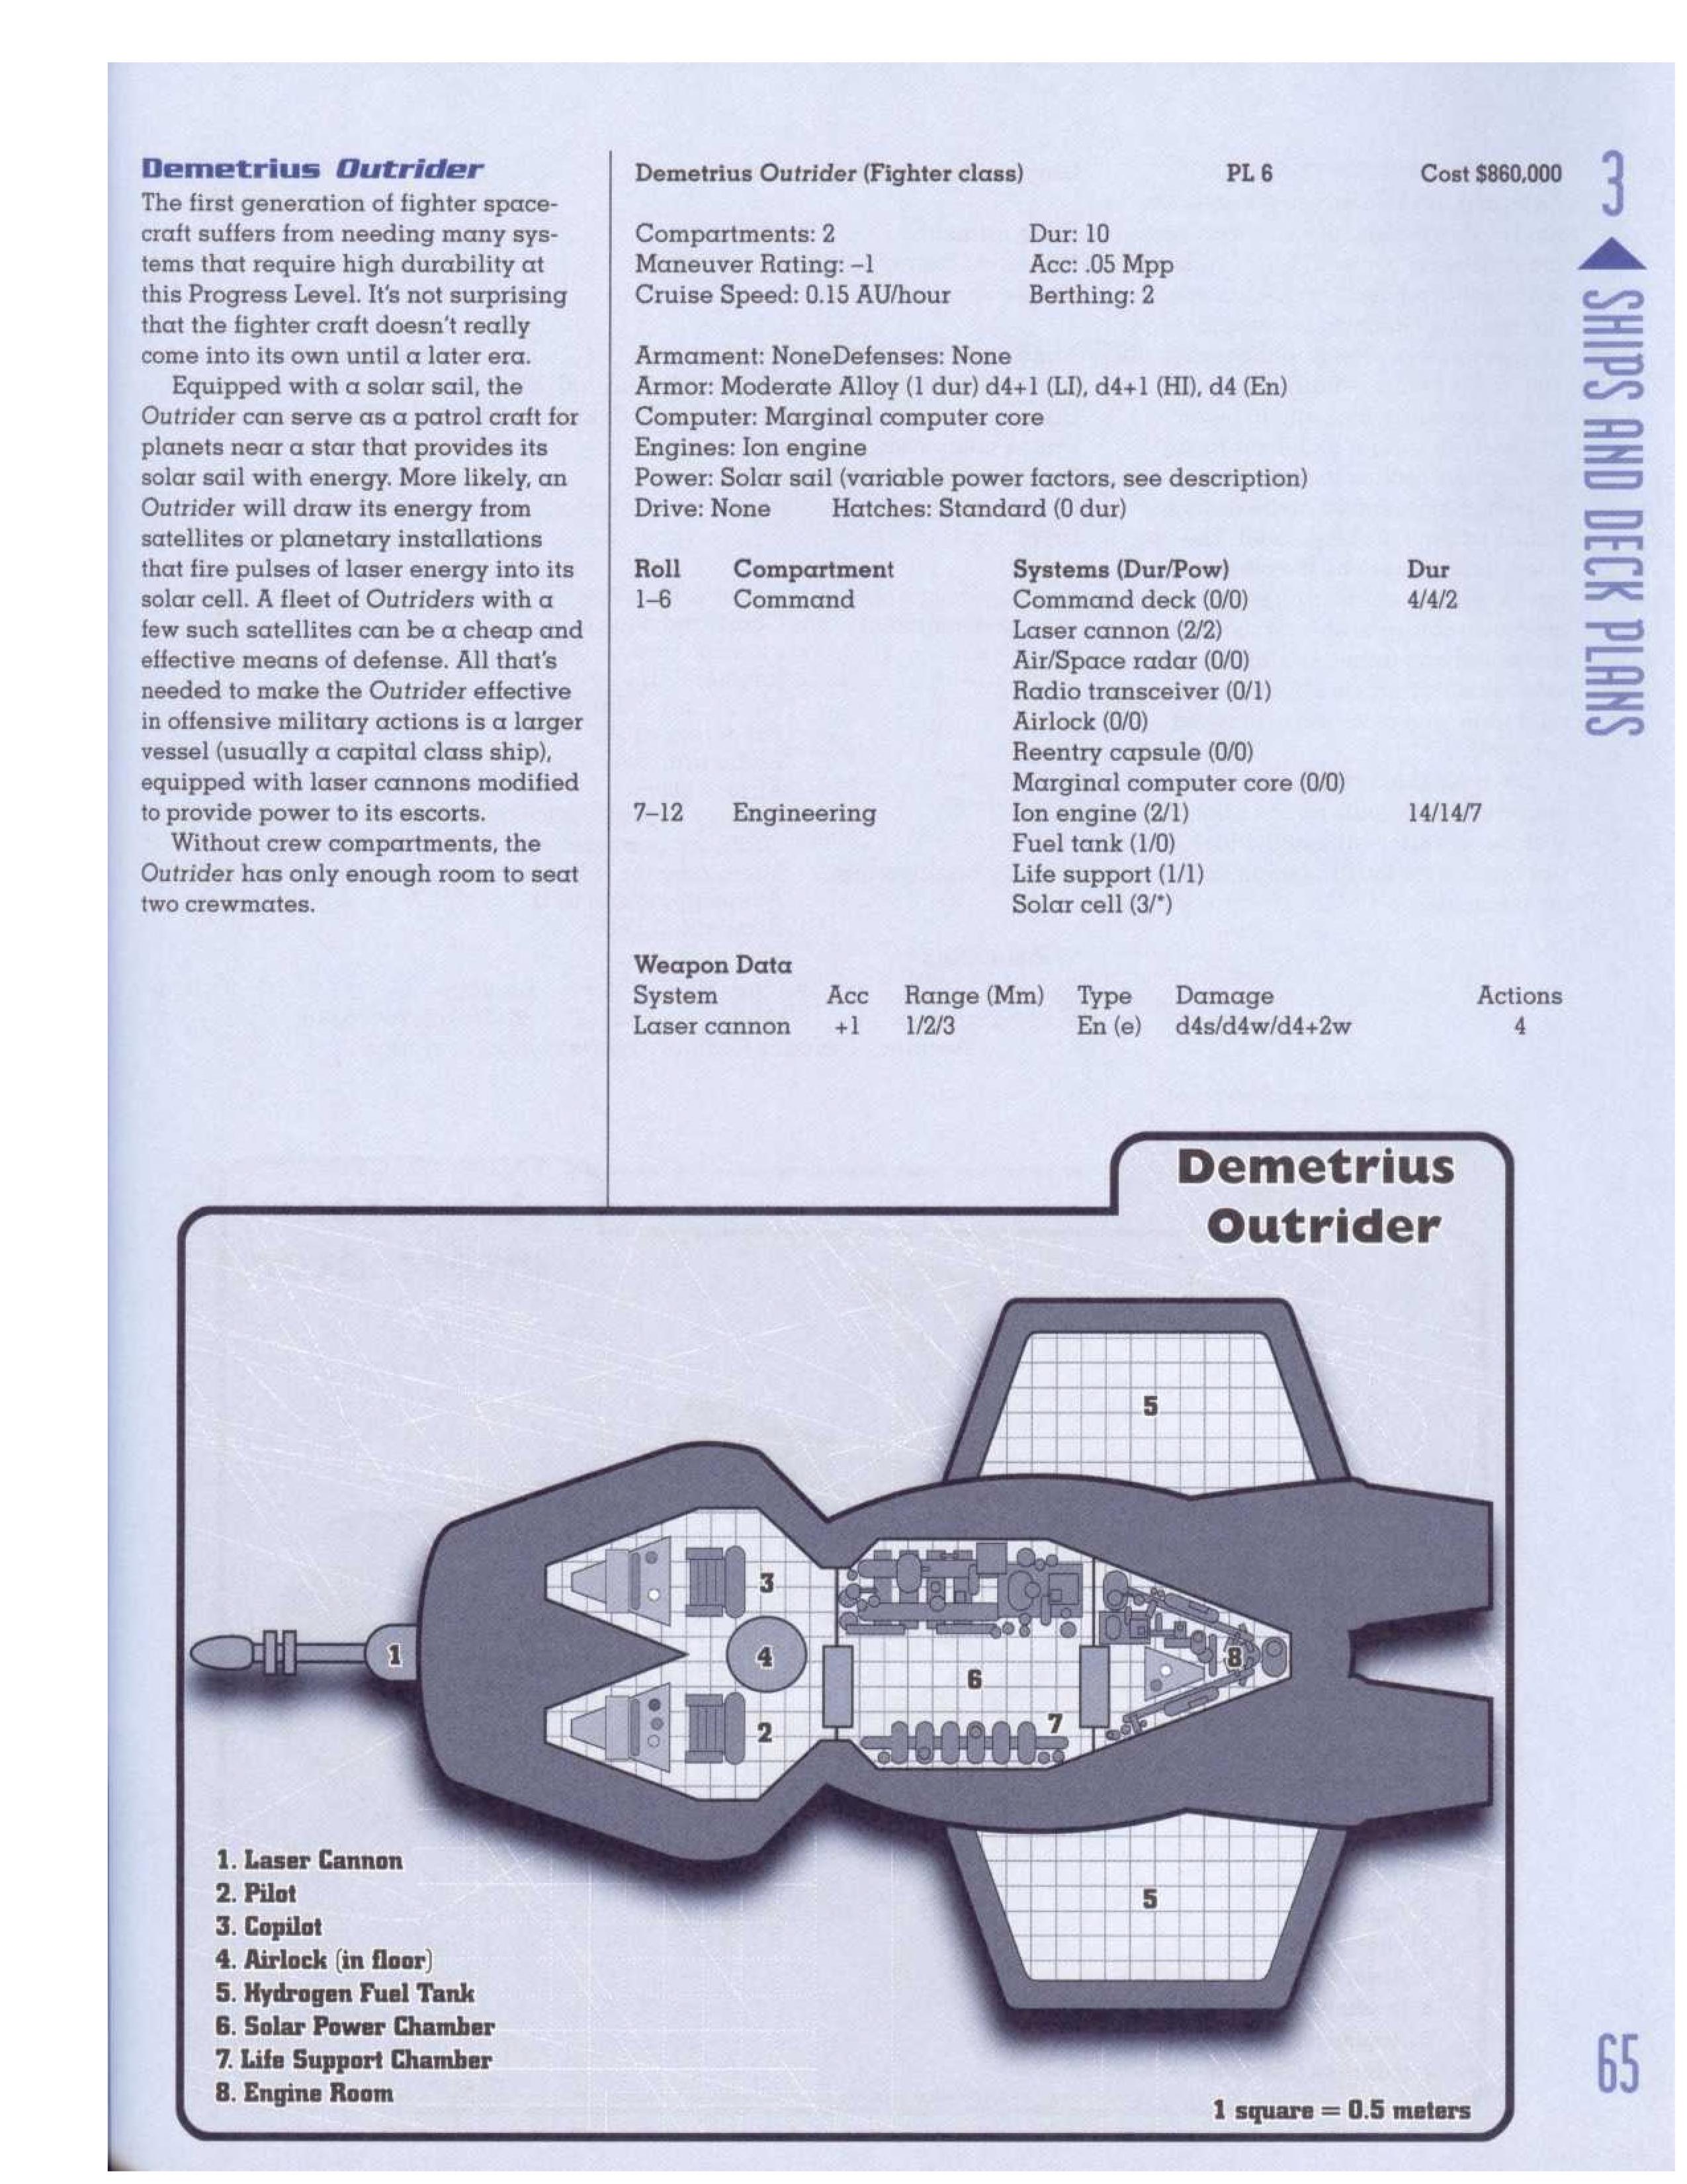 Demetrius Outrider
The first generation of fighter space-
craft suffers from needing many sys-
tems that require high durability at
this Progress Level. It's not surprising
that the fighter craft doesn't really
come into its own until a later era.
Equipped with a solar sail, the
Outrider can serve as a patrol craft for
planets near a star that provides its
solar sail with energy. More likely, an
Outrider will draw its energy from
satellites or planetary installations
that fire pulses of laser energy into its
solar cell. A fleet of Outriders with a
few such satellites can be a cheap and
effective means of defense. All that's
needed to make the Outrider effective
in offensive military actions is a larger
vessel (usually a capital class ship),
equipped with laser cannons modified
to provide power to its escorts.
Without crew compartments, the
Outrider has only enough room to seat
two crewmates.
Demetrius Outrider (Fighter class) PL 6 Cost $860,000
Compartments: 2 Dur: 10
Maneuver Rating: –1 Acc: .05 Mpp
Cruise Speed: 0.15 AU/hour Berthing: 2
Armament: NoneDefenses: None
Armor: Moderate Alloy (1 dur) d4+1 (LI), d4+1 (HI), d4 (En)
Computer: Marginal computer core
Engines: Ion engine
Power: Solar sail (variable power factors, see description)
Drive: None Hatches: Standard (0 dur)
Roll Compartment Systems (Dur/Pow) Dur
1–6 Command Command deck (0/0) 4/4/2
Laser cannon (2/2)
Air/Space radar (0/0)
Radio transceiver (0/1)
Airlock (0/0)
Reentry capsule (0/0)
Marginal computer core (0/0)
7–12 Engineering Ion engine (2/1) 14/14/7
Fuel tank (1/0)
Life support (1/1)
Solar cell (3/*)
Weapon Data
System Acc Range (Mm) Type Damage Actions
Laser cannon +1 1/2/3 En (e) d4s/d4w/d4+2w 4
3 SHIPS AND DECK PLANS
Demetrius
Outrider
5
3
1
4
8
6
7
2
5
1. Laser Cannon
2. Pilot
3. Copilot
4. Airlock (in floor)
5. Hydrogen Fuel Tank
6. Solar Power Chamber
7. Life Support Chamber
8. Engine Room
1 square = 0.5 meters
65